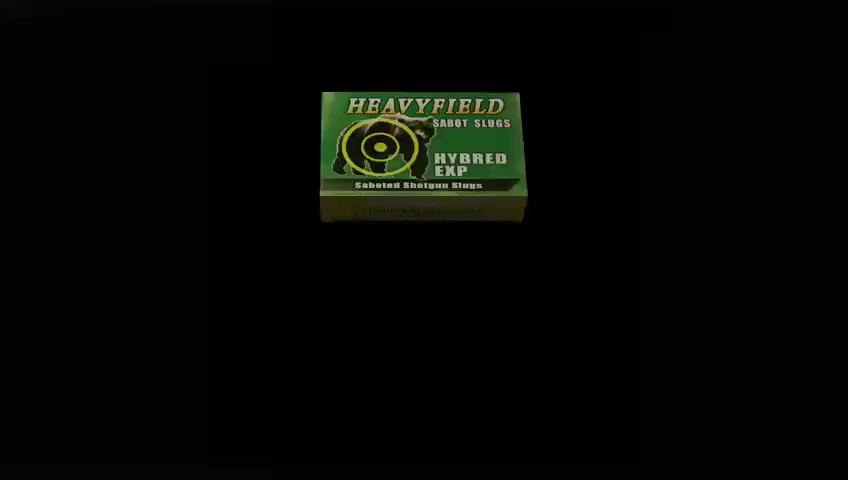 HEAVYFIELD
SABOT SLUGS
HYBRED
EXP
Saboted Shotgun Slugs